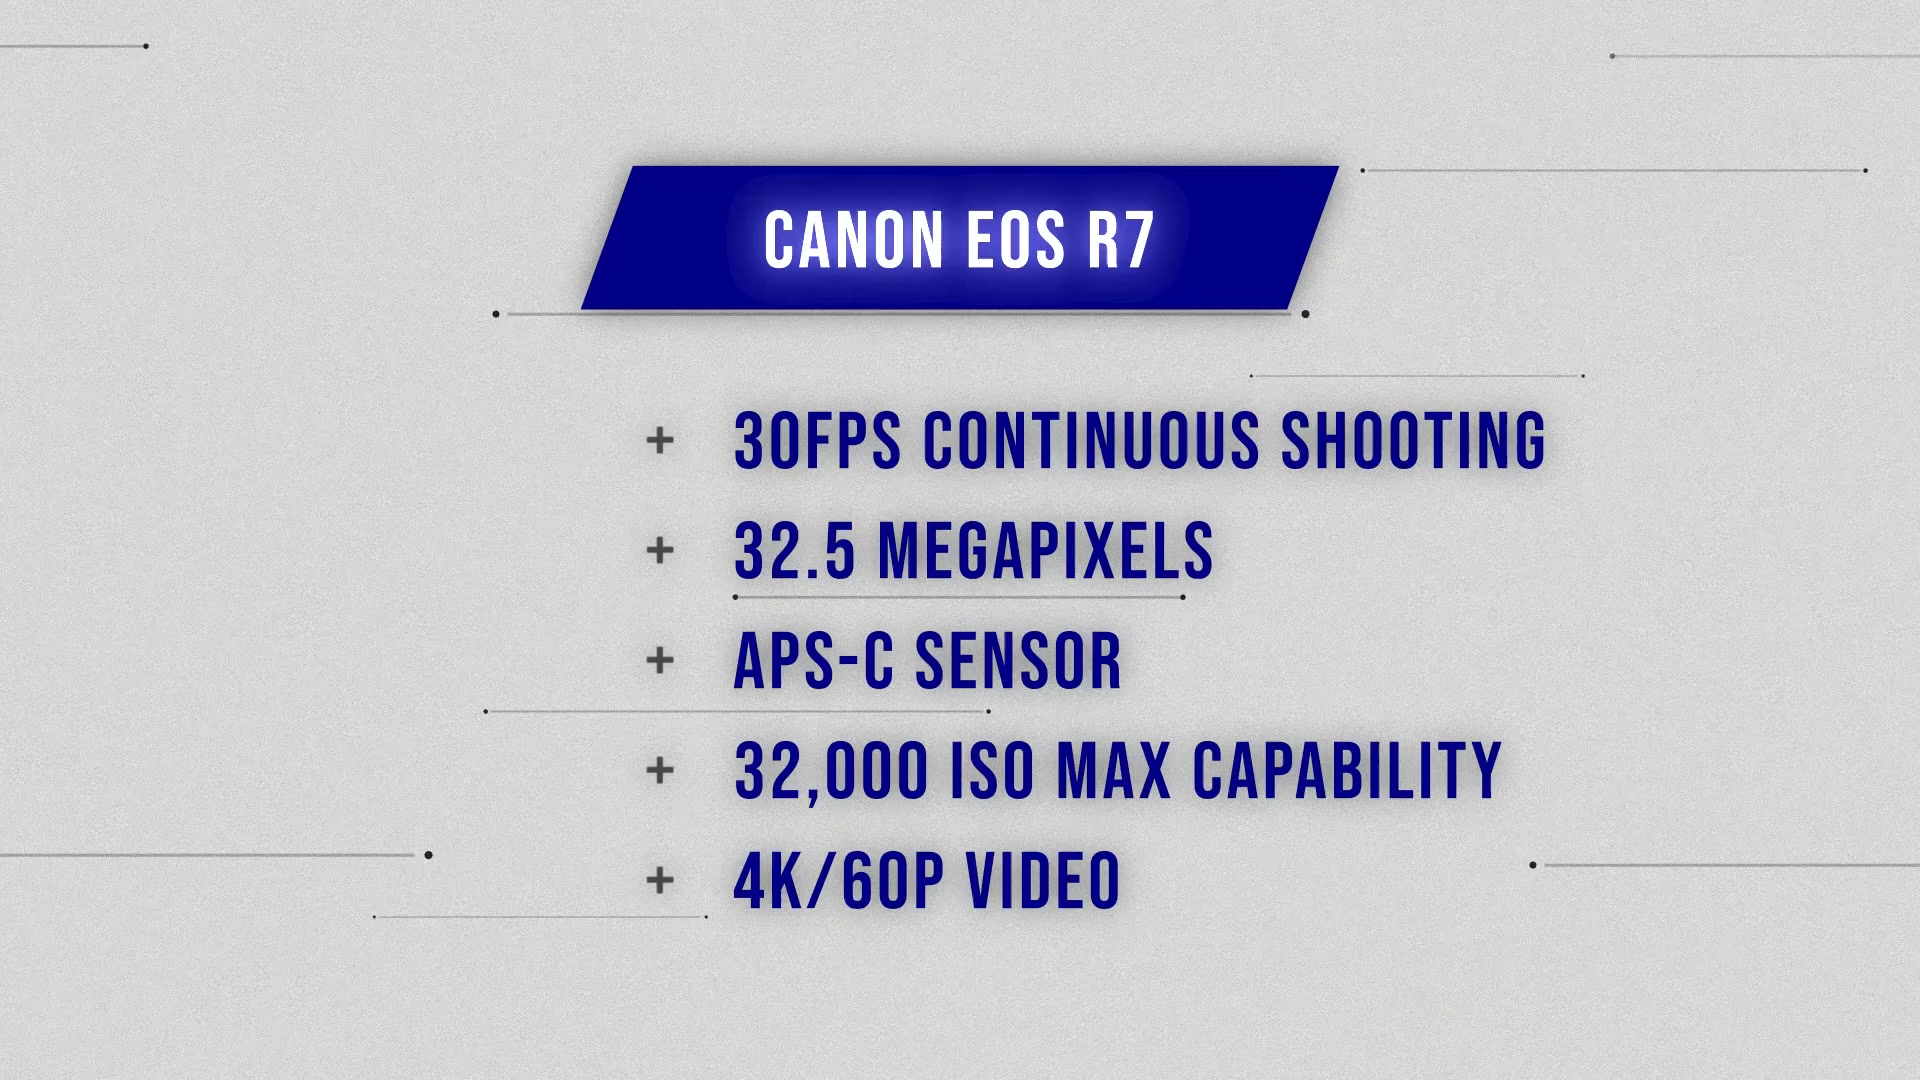 CANON EOS R7
+ 30FPS CONTINUOUS SHOOTING
+ 32.5 MEGAPIXELS
+ APS-C SENSOR
+ 32,000 ISO MAX CAPABILITY
+ 4K/60P VIDEO